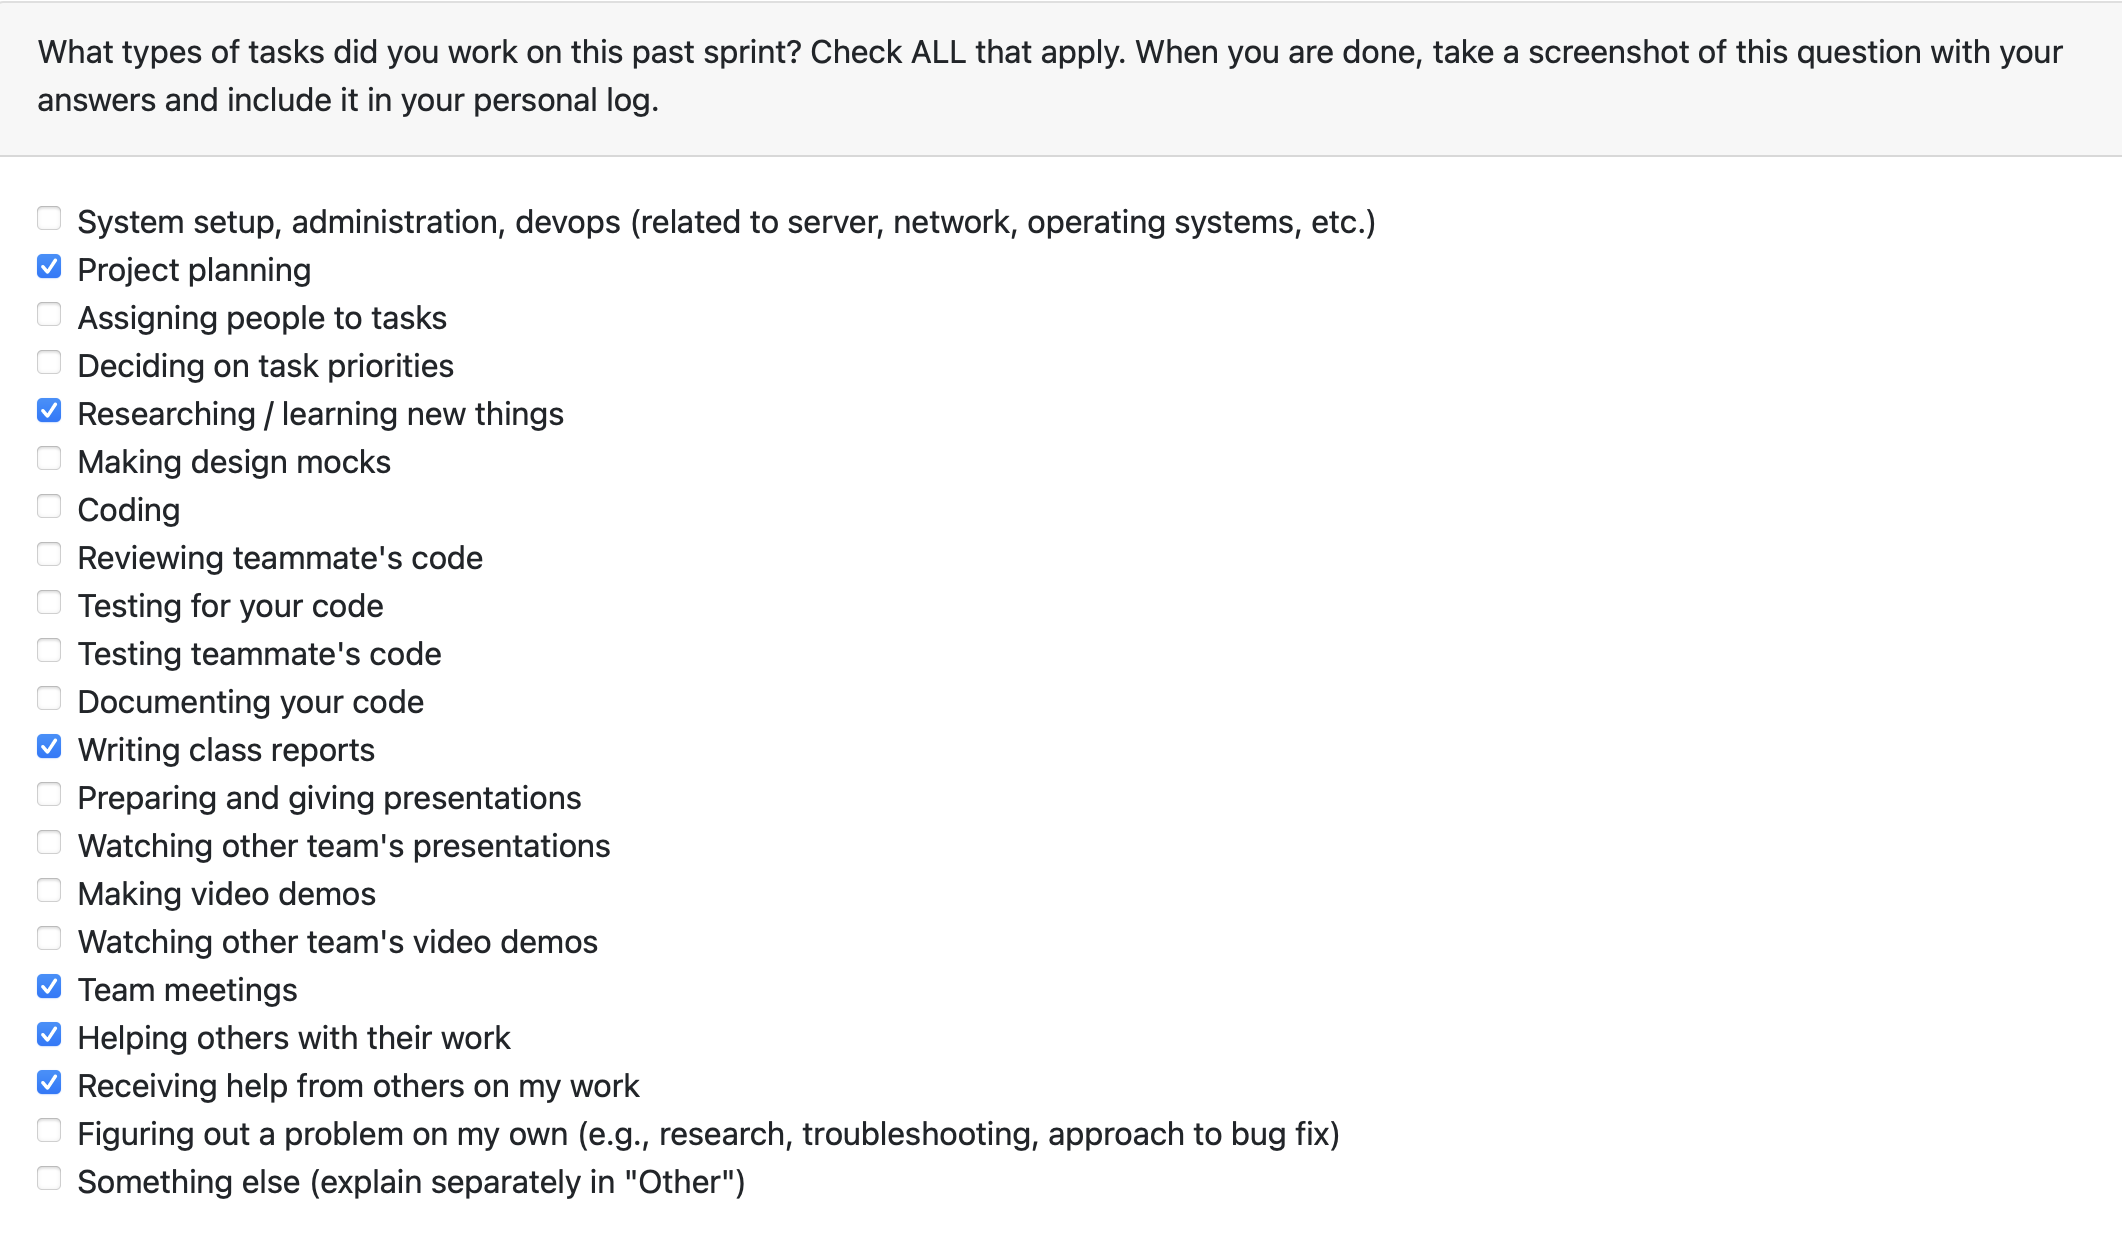 What types of tasks did you work on this past sprint? Check ALL that apply. When you are done, take a screenshot of this question with your
answers and include it in your personal log.
System setup, administration, devops (related to server, network, operating systems, etc.)
Project planning
Assigning people to tasks
Deciding on task priorities
Researching / learning new things
Making design mocks
Coding
Reviewing teammate's code
Testing for your code
Testing teammate's code
Documenting your code
Writing class reports
Preparing and giving presentations
Watching other team's presentations
Making video demos
Watching other team's video demos
Team meetings
Helping others with their work
Receiving help from others on my work
Figuring out a problem on my own (e.g., research, troubleshooting, approach to bug fix)
Something else (explain separately in "Other")